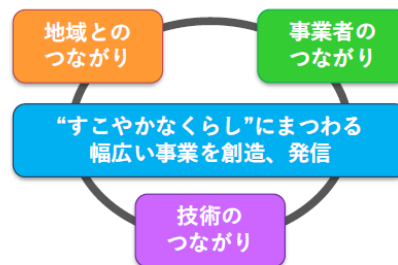 地域との
つながり
事業者の
つながり
“すこやかなくらし”にまつわる
幅広い事業を創造、発信
技術の
つながり